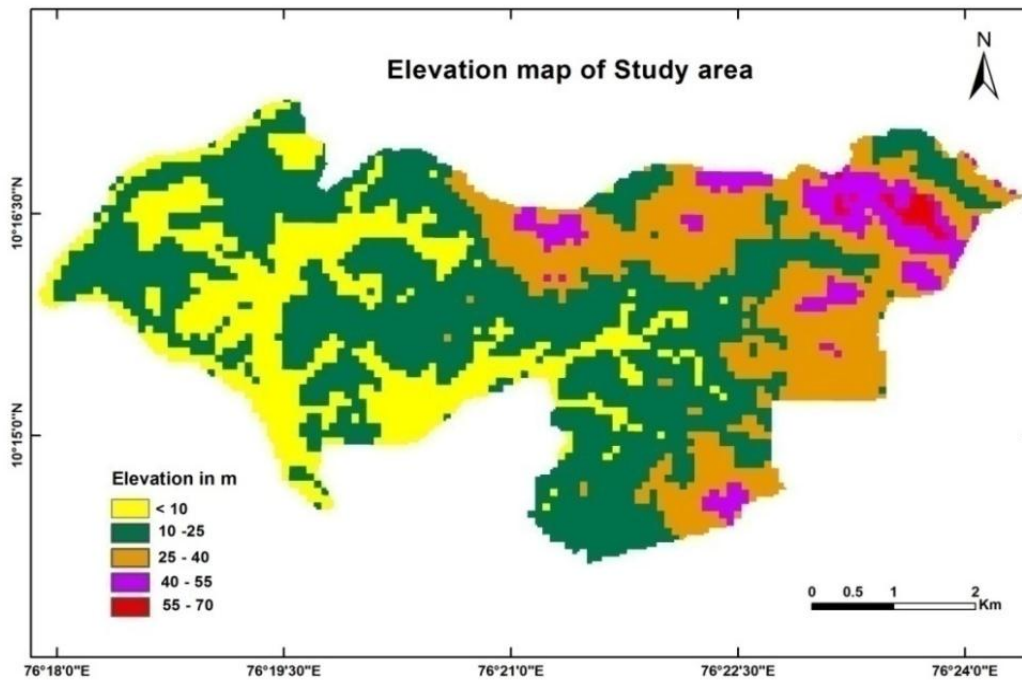 Elevation map of Study area
N
10°16'30"N
10°15'0"N
Elevation in m
< 10
10 -25
25 - 40
40 - 55
55 - 70
0 0.5 1 2
Km
76°18'0"E 76°19'30"E 76°21'0"E 76°22'30"E 76°24'0"E